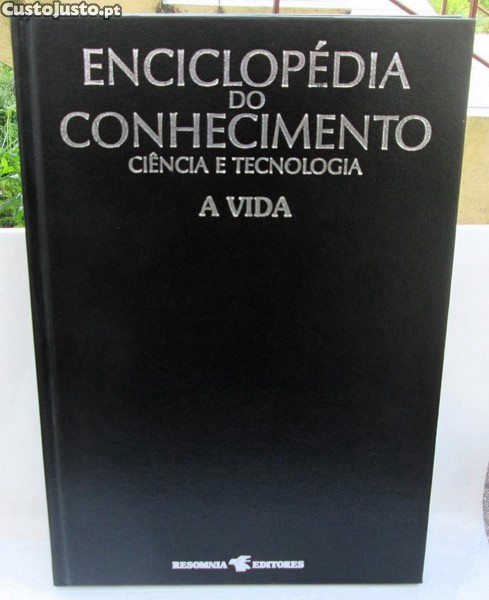 CustoJusto.pt
ENCICLOPÉDIA
DO
CONHECIMENTO
CIÊNCIA E TECNOLOGIA
A VIDA
RESOMNIA EDITORES